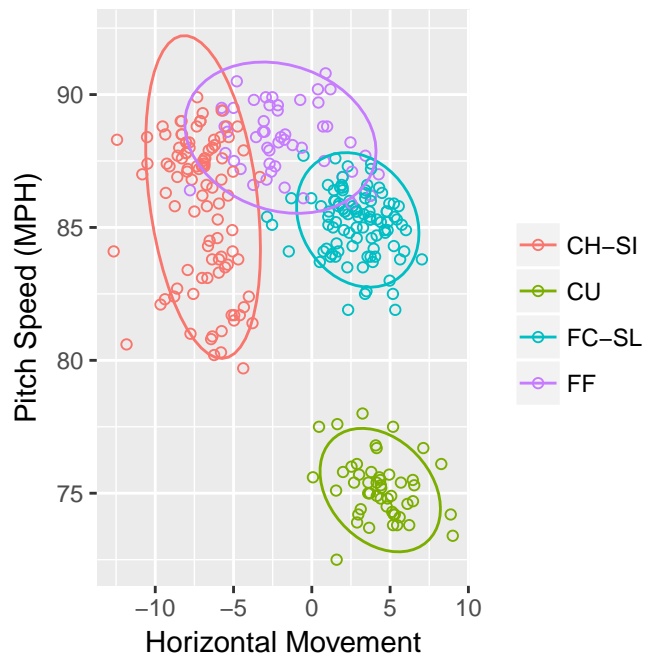 90
85
80
75
Pitch Speed (MPH)
−10
−5
0
5
10
Horizontal Movement
CH−SI
CU
FC−SL
FF